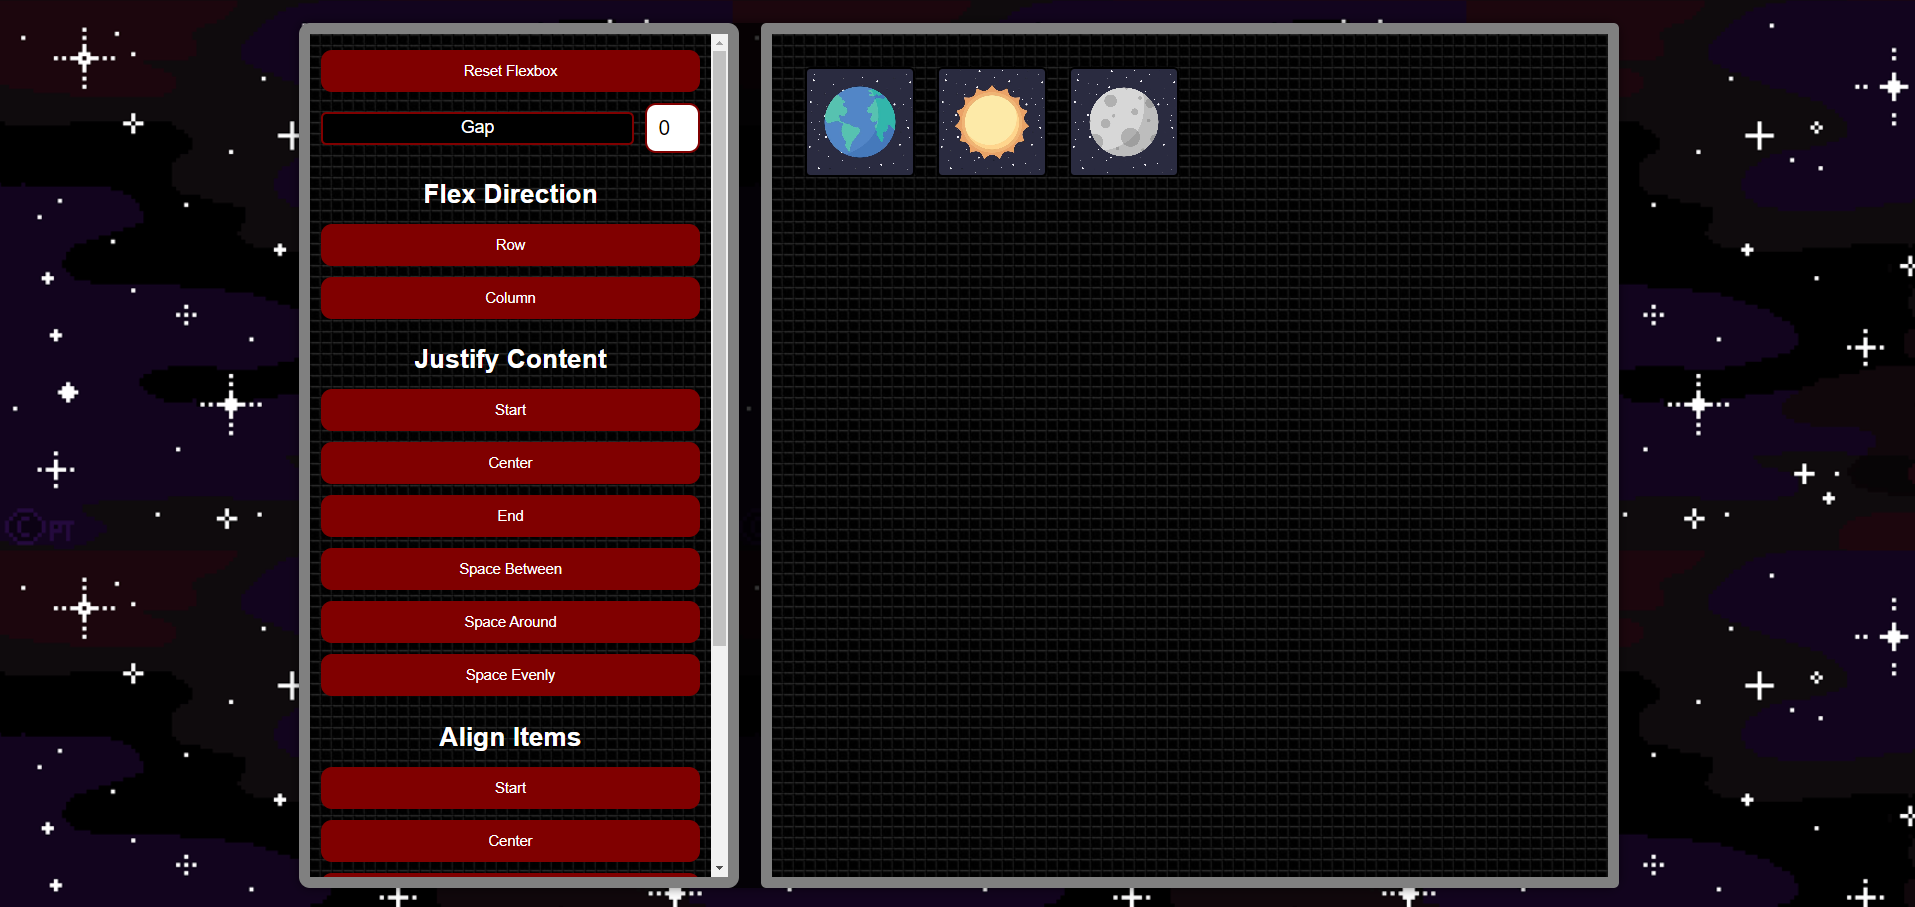 Reset Flexbox
Gap
0
Flex Direction
Row
Column
Justify Content
Start
Center
End
Space Between
Space Around
Space Evenly
Align Items
Start
Center
©PT